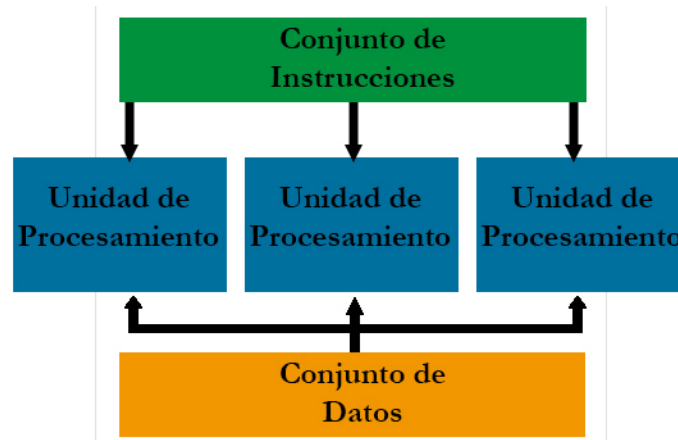 Conjunto de
Instrucciones
Unidad de
Procesamiento
Unidad de
Procesamiento
Unidad de
Procesamiento
Conjunto de
Datos